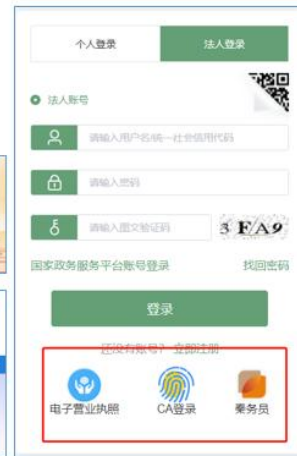 个人登录 法人登录
法人账号
请输入用户名/统一社会信用代码
请输入密码
请输入图文验证码 3 FA9
国家政务服务平台账号登录 找回密码
登录
还没有账号? 立即注册
电子营业执照 CA登录 秦务员